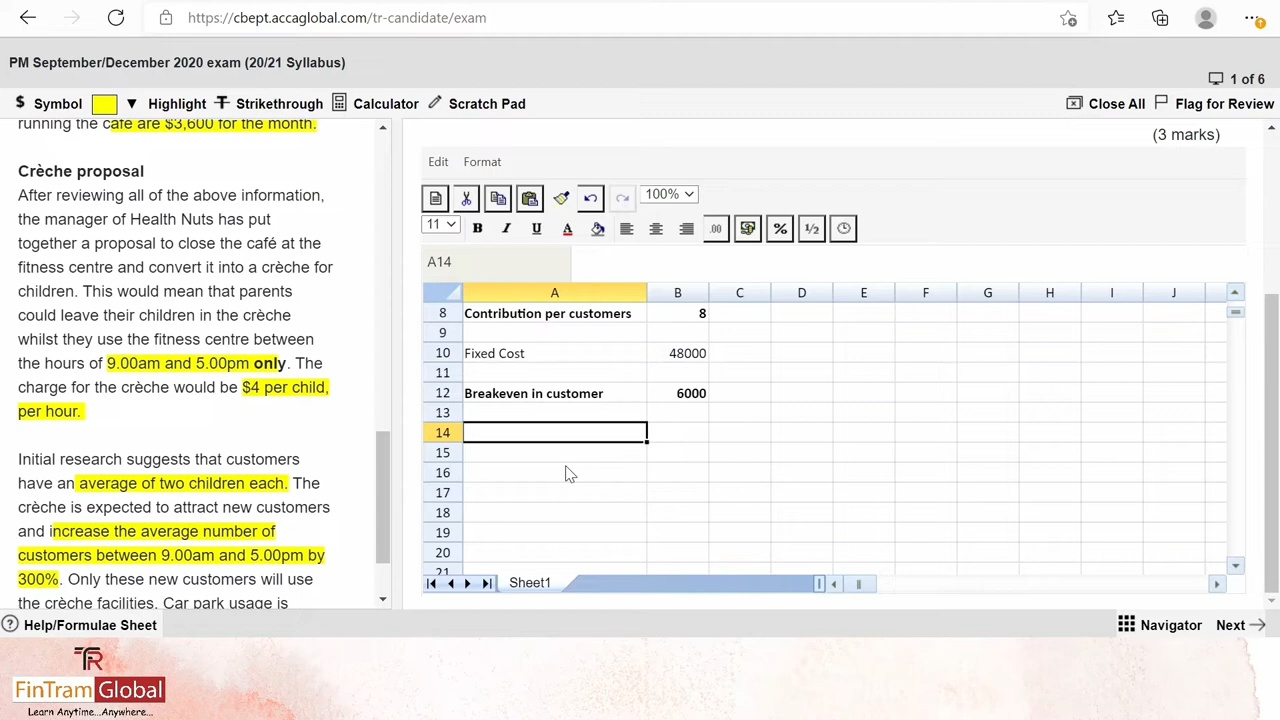 https://cbept.accaglobal.com/tr-candidate/exam
PM September/December 2020 exam (20/21 Syllabus)
1 of 6
$ Symbol ▼ Highlight T Strikethrough Calculator Scratch Pad Close All Flag for Review
running the café are $3,600 for the month.
Crèche proposal
After reviewing all of the above information,
the manager of Health Nuts has put
together a proposal to close the café at the
fitness centre and convert it into a crèche for
children. This would mean that parents
could leave their children in the crèche
whilst they use the fitness centre between
the hours of 9.00am and 5.00pm only. The
charge for the crèche would be $4 per child,
per hour.
Initial research suggests that customers
have an average of two children each. The
crèche is expected to attract new customers
and increase the average number of
customers between 9.00am and 5.00pm by
300%. Only these new customers will use
the crèche facilities. Car park usage is
(3 marks)
Edit Format
100%
11 B I U A .00 % 1/2
A14
A B C D E F G H I J
8 Contribution per customers 8
9
10 Fixed Cost 48000
11
12 Breakeven in customer 6000
13
14
15
16
17
18
19
20
21
Sheet1
? Help/Formulae Sheet Navigator Next
FinTram Global
Learn Anytime...Anywhere...